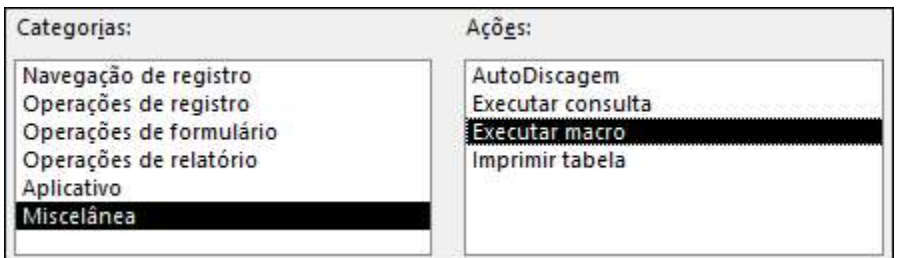 Categorias:
Navegação de registro
Operações de registro
Operações de formulário
Operações de relatório
Aplicativo
Miscelânea
Ações:
AutoDiscagem
Executar consulta
Executar macro
Imprimir tabela